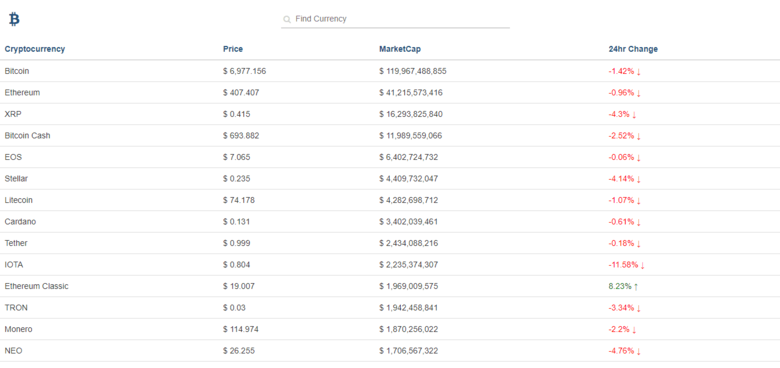 Find Currency
Cryptocurrency Price MarketCap 24hr Change
Bitcoin $ 6,977.156 $ 119,967,488,855 -1.42% ↓
Ethereum $ 407.407 $ 41,215,573,416 -0.96% ↓
XRP $ 0.415 $ 16,293,825,840 -4.3% ↓
Bitcoin Cash $ 693.882 $ 11,989,559,066 -2.52% ↓
EOS $ 7.065 $ 6,402,724,732 -0.06% ↓
Stellar $ 0.235 $ 4,409,732,047 -4.14% ↓
Litecoin $ 74.178 $ 4,282,698,712 -1.07% ↓
Cardano $ 0.131 $ 3,402,039,461 -0.61% ↓
Tether $ 0.999 $ 2,434,088,216 -0.18% ↓
IOTA $ 0.804 $ 2,235,374,307 -11.58% ↓
Ethereum Classic $ 19.007 $ 1,969,009,575 8.23% ↑
TRON $ 0.03 $ 1,942,458,841 -3.34% ↓
Monero $ 114.974 $ 1,870,256,022 -2.2% ↓
NEO $ 26.255 $ 1,706,567,322 -4.76% ↓